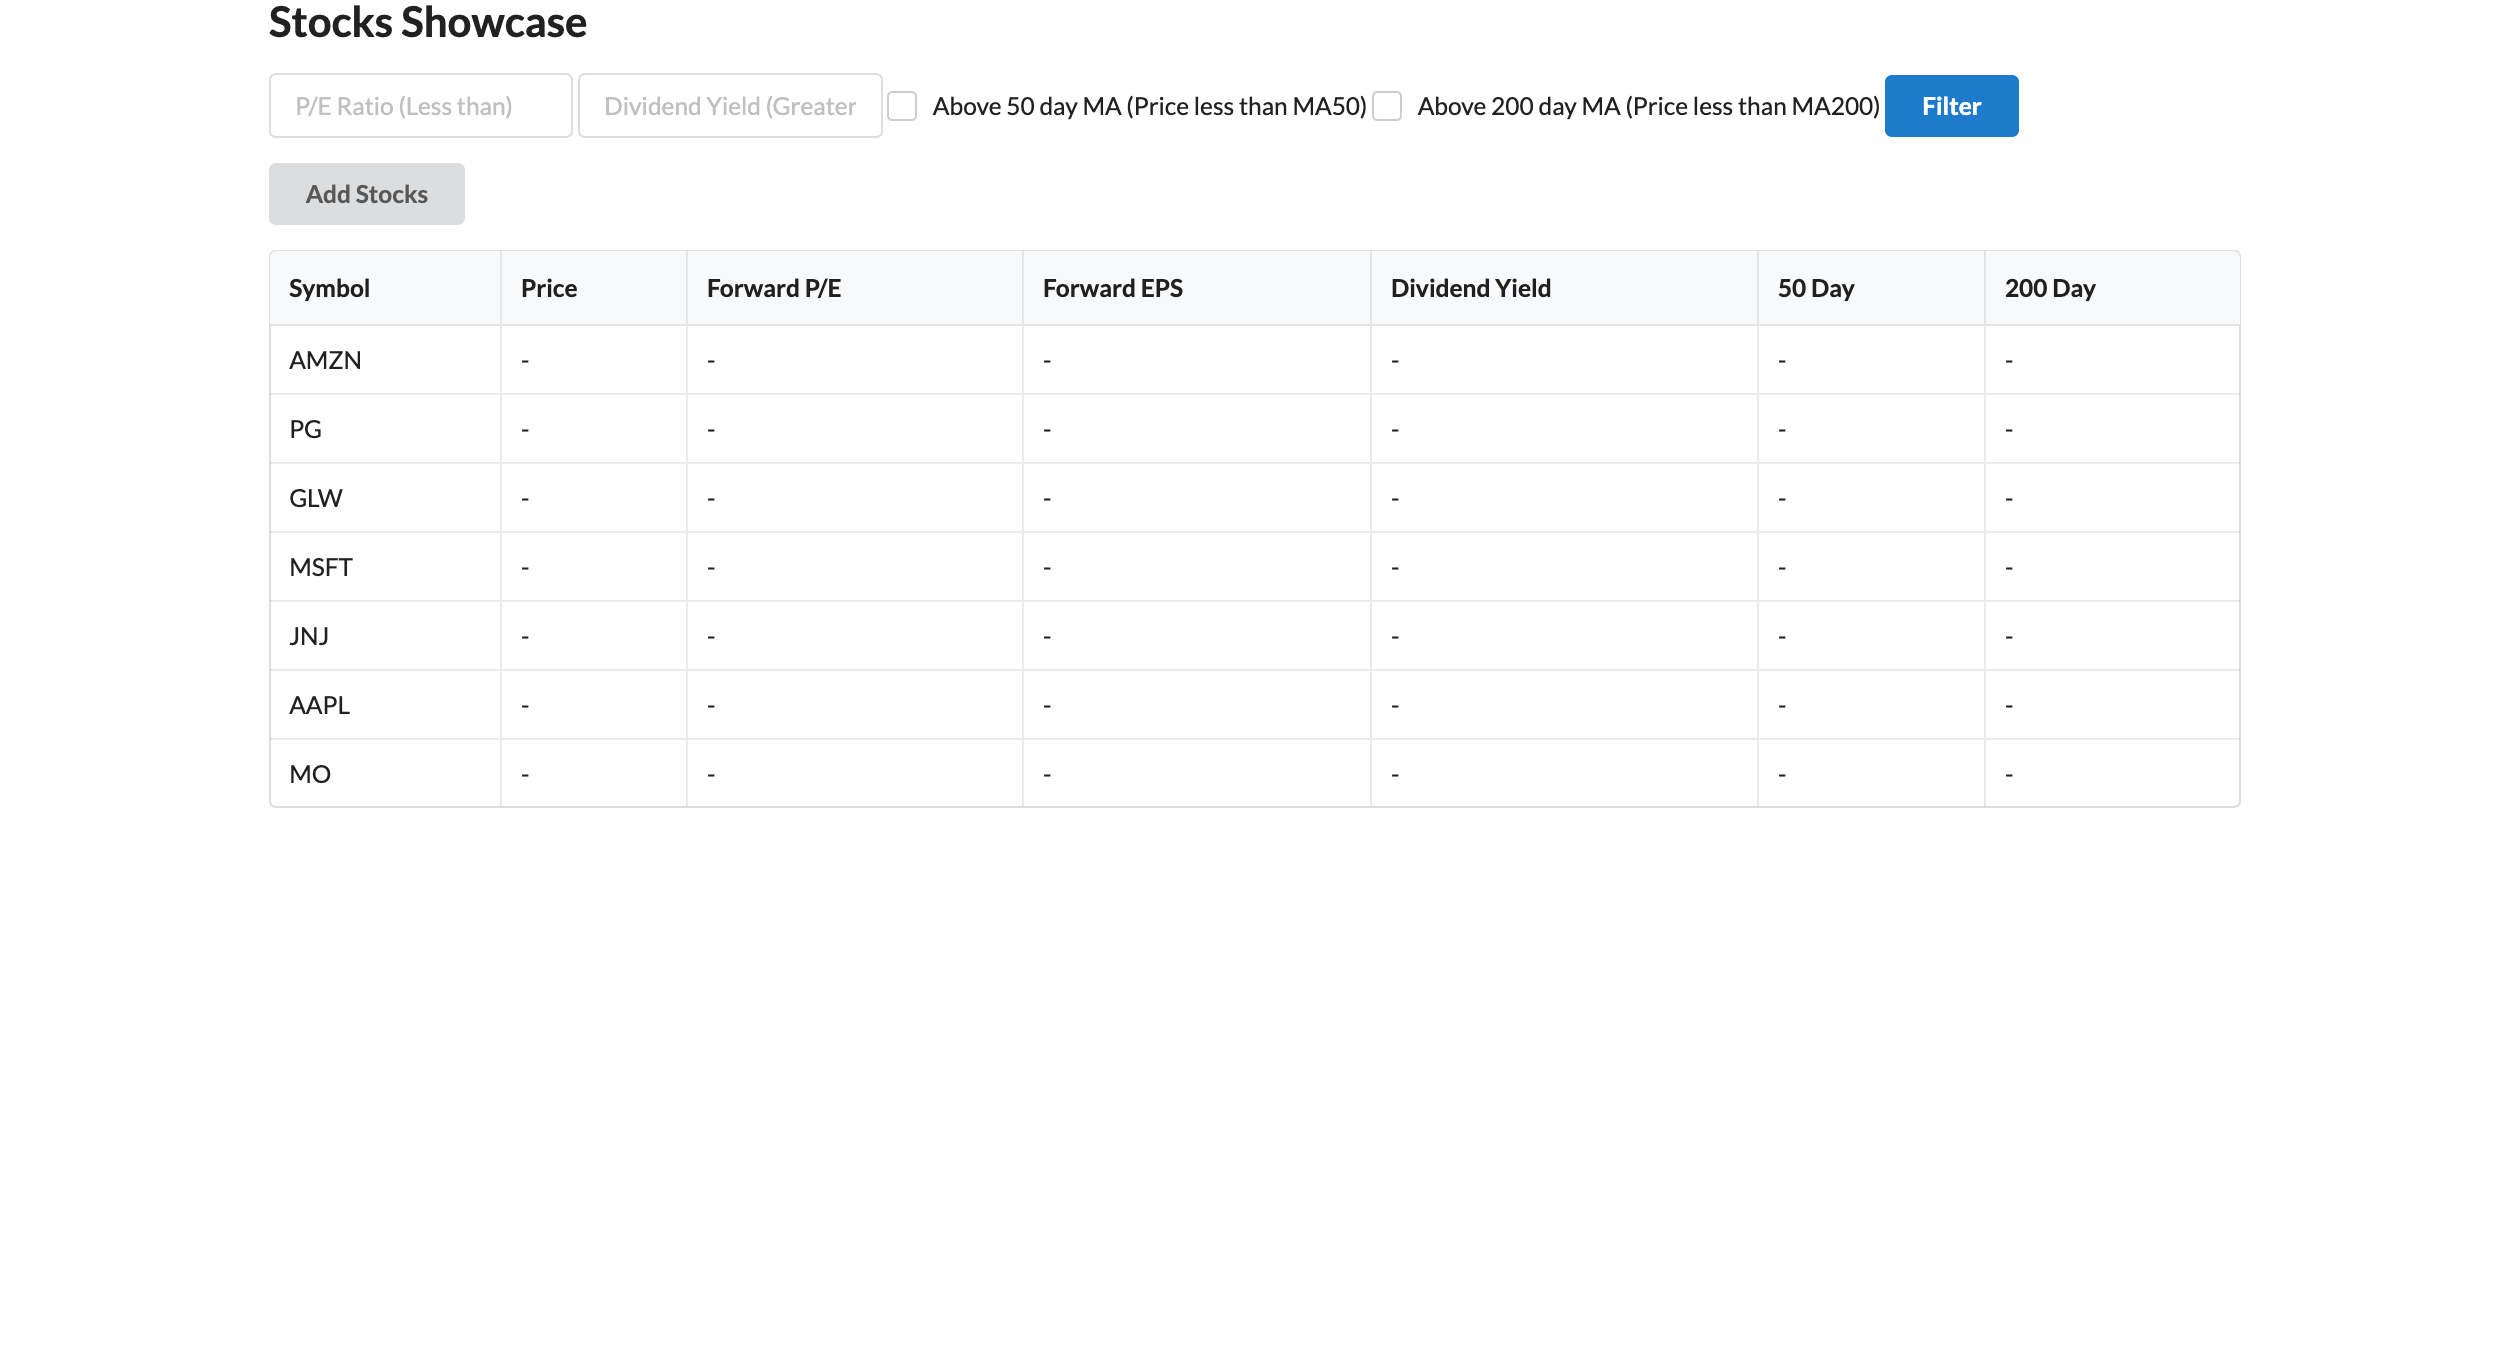 Stocks Showcase
P/E Ratio (Less than) Dividend Yield (Greater Above 50 day MA (Price less than MA50) Above 200 day MA (Price less than MA200) Filter
Add Stocks
Symbol Price Forward P/E Forward EPS Dividend Yield 50 Day 200 Day
AMZN - - - - - -
PG - - - - - -
GLW - - - - - -
MSFT - - - - - -
JNJ - - - - - -
AAPL - - - - - -
MO - - - - - -